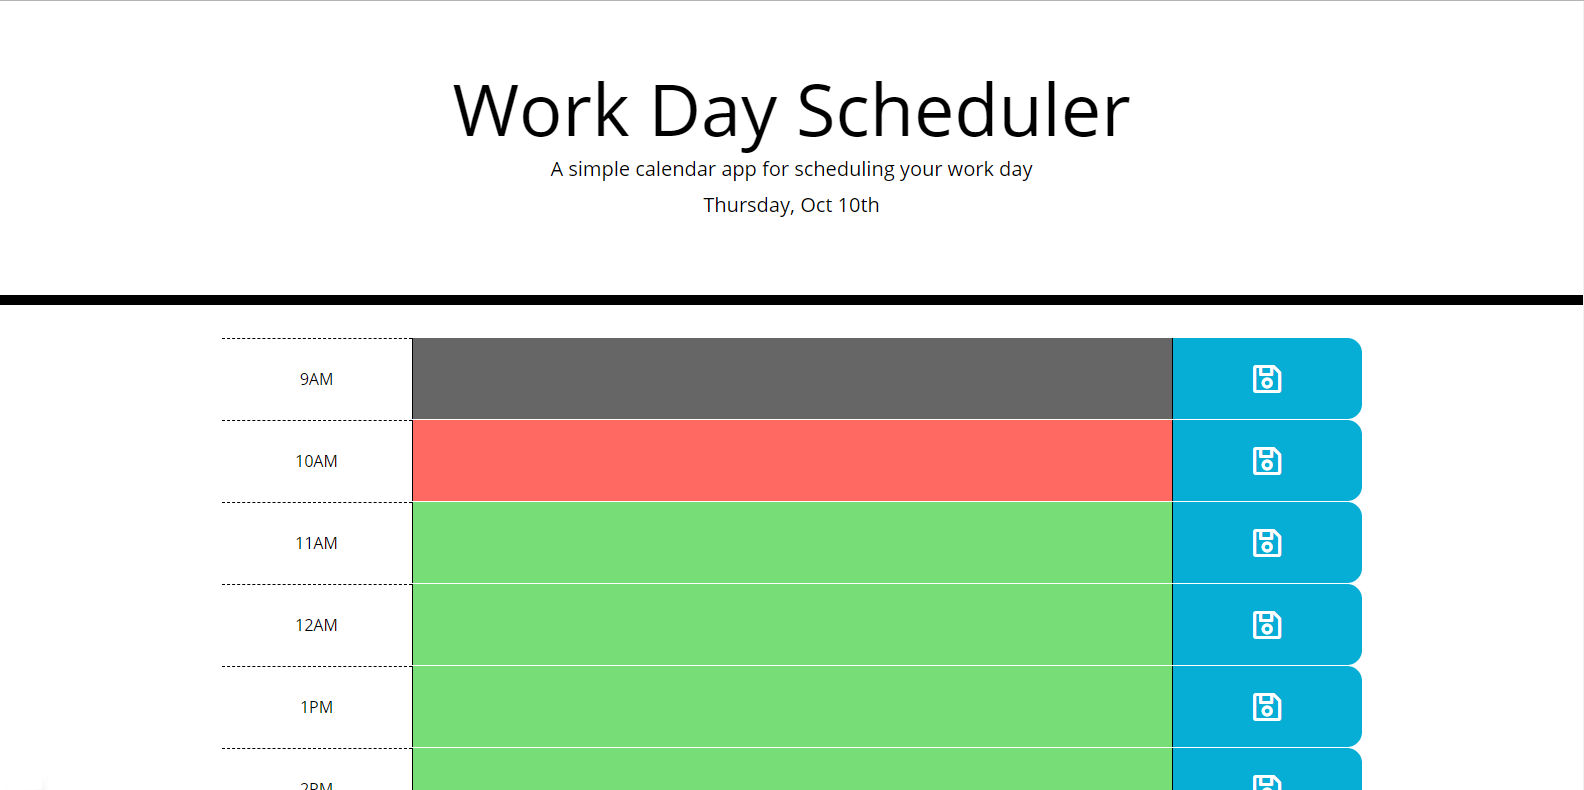 Work Day Scheduler
A simple calendar app for scheduling your work day
Thursday, Oct 10th
9AM
10AM
11AM
12AM
1PM
2PM